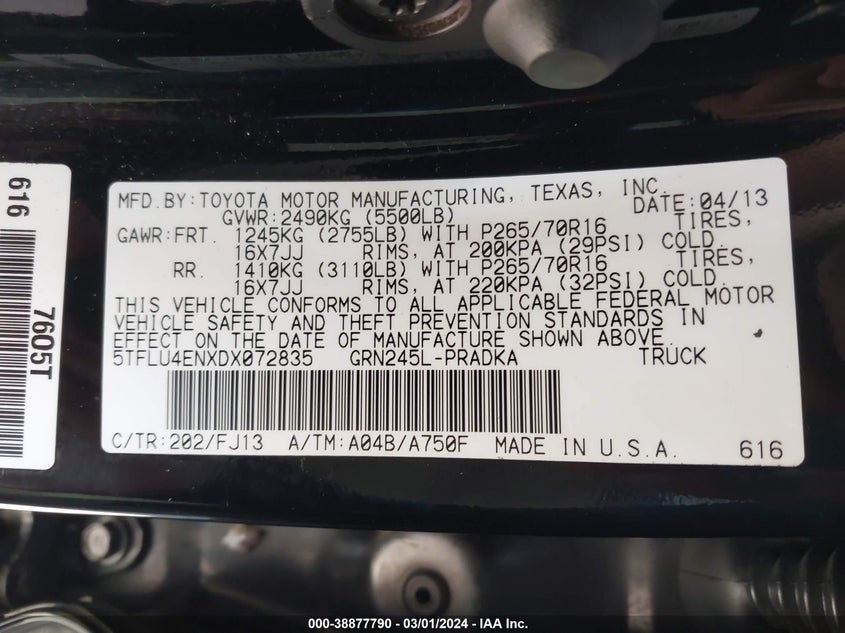 MFD.BY:TOYOTA MOTOR MANUFACTURING, TEXAS, INC.
GVWR:2490KG (5500LB) DATE:04/13
GAWR:FRT. 1245KG (2755LB) WITH P265/70R16 TIRES,
16X7JJ RIMS, AT 200KPA (29PSI) COLD.
RR. 1410KG (3110LB) WITH P265/70R16 TIRES,
16X7JJ RIMS, AT 220KPA (32PSI) COLD.
THIS VEHICLE CONFORMS TO ALL APPLICABLE FEDERAL MOTOR
VEHICLE SAFETY AND THEFT PREVENTION STANDARDS IN
EFFECT ON THE DATE OF MANUFACTURE SHOWN ABOVE.
5TFLU4ENXDX072835 GRN245L-PRADKA TRUCK
C/TR:202/FJ13 A/TM:A04B/A750F MADE IN U.S.A. 616
616
7605T
000-38877790 - 03/01/2024 - IAA Inc.